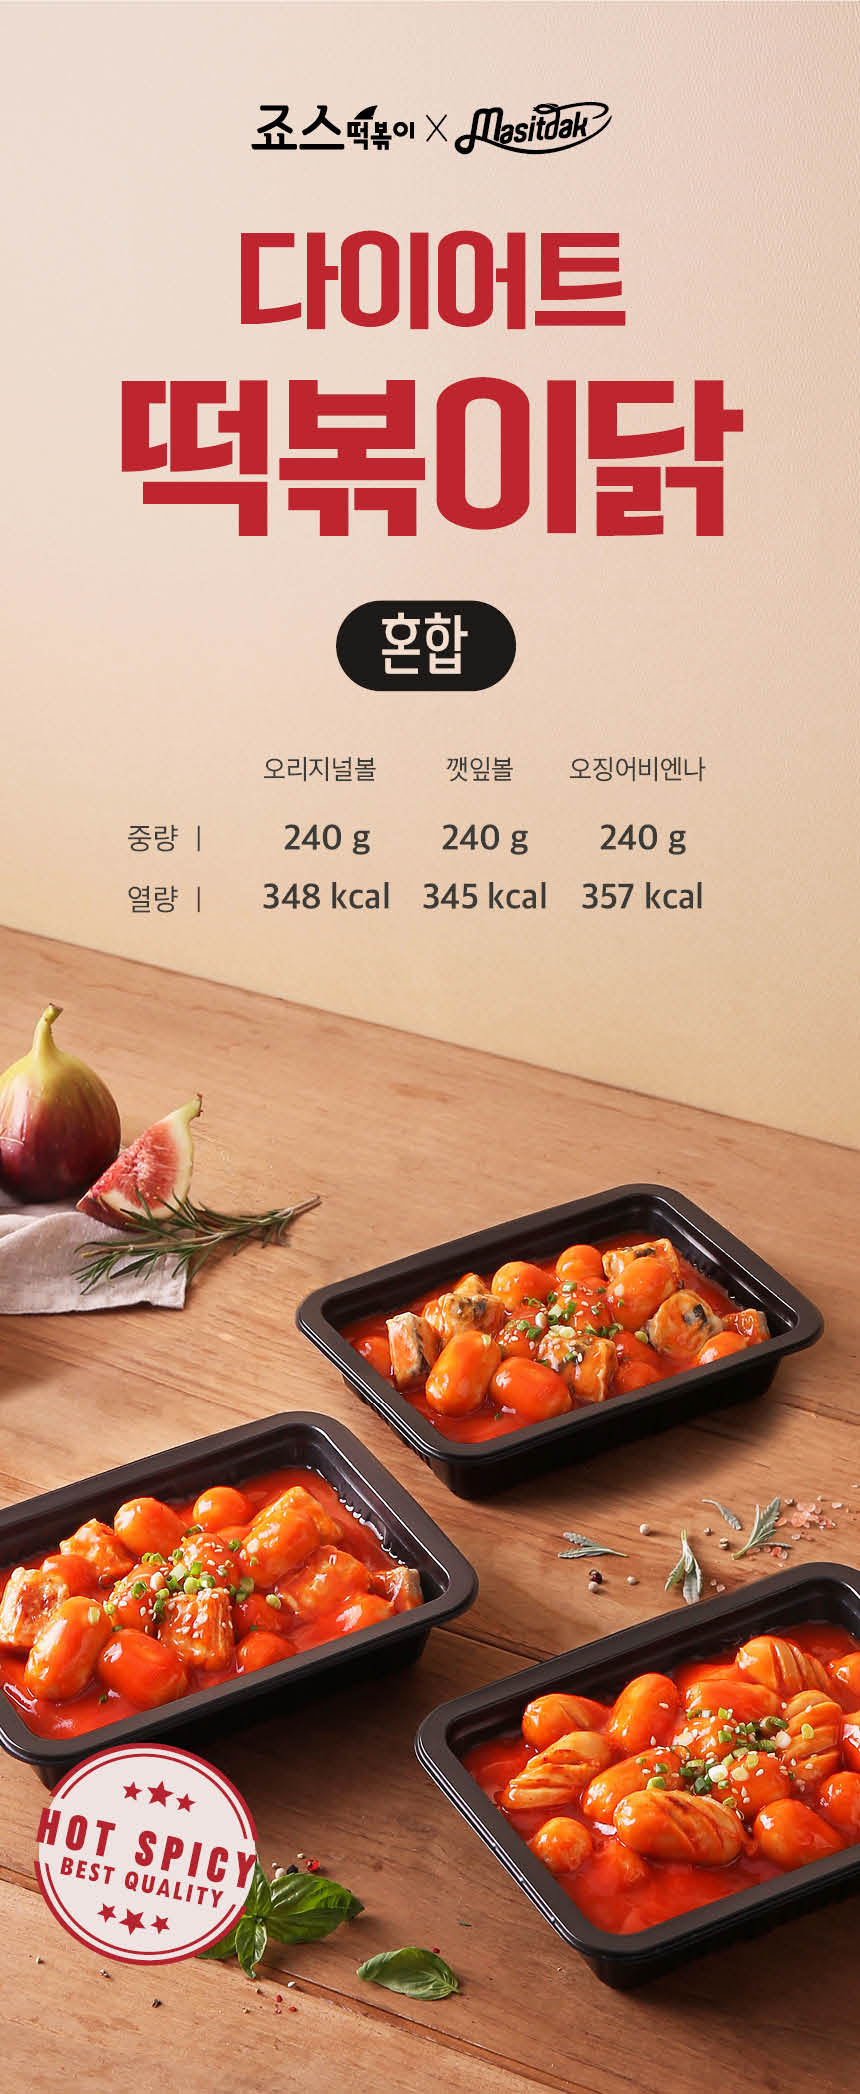 죠스떡볶이 X Masitdak
다이어트
떡볶이닭
혼합
오리지널볼 깻잎볼 오징어비엔나
중량 | 240 g 240 g 240 g
열량 | 348 kcal 345 kcal 357 kcal
HOT SPICY
BEST QUALITY